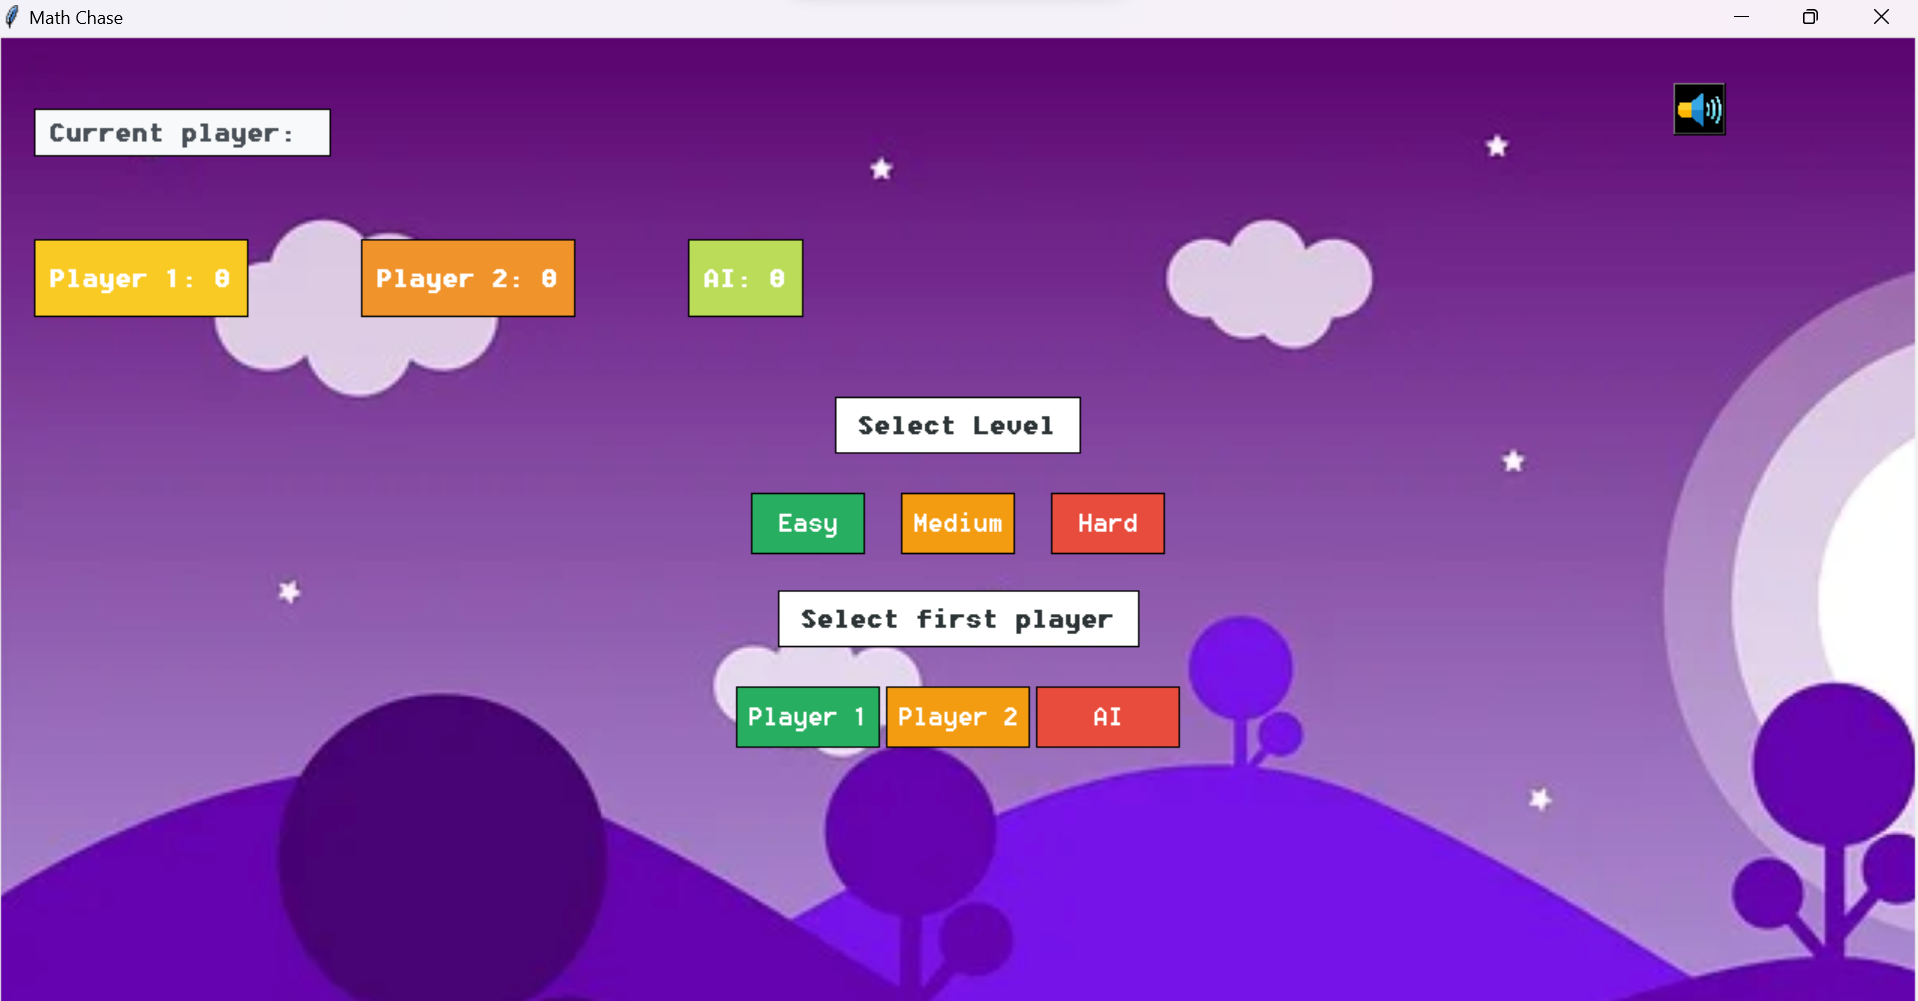 Math Chase
Current player:
Player 1: 0
Player 2: 0
AI: 0
Select Level
Easy
Medium
Hard
Select first player
Player 1
Player 2
AI